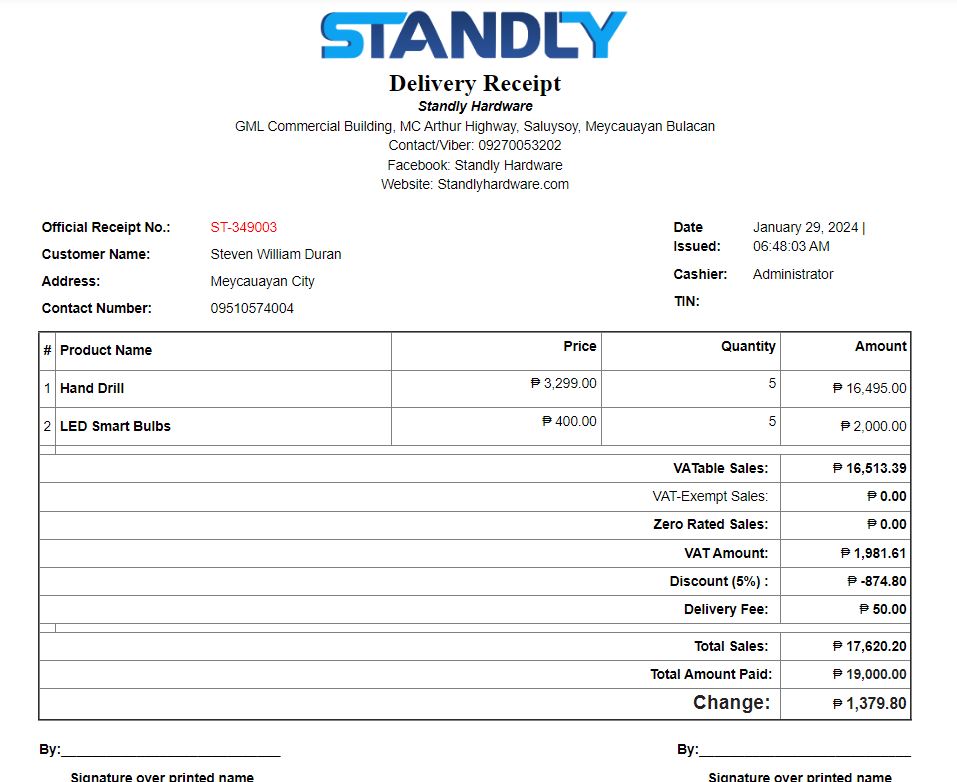 STANDLY
Delivery Receipt
Standly Hardware
GML Commercial Building, MC Arthur Highway, Saluysoy, Meycauayan Bulacan
Contact/Viber: 09270053202
Facebook: Standly Hardware
Website: Standlyhardware.com
Official Receipt No.: ST-349003
Customer Name: Steven William Duran
Address: Meycauayan City
Contact Number: 09510574004
Date Issued: January 29, 2024 | 06:48:03 AM
Cashier: Administrator
TIN:
# Product Name Price Quantity Amount
1 Hand Drill ₱ 3,299.00 5 ₱ 16,495.00
2 LED Smart Bulbs ₱ 400.00 5 ₱ 2,000.00
VATable Sales: ₱ 16,513.39
VAT-Exempt Sales: ₱ 0.00
Zero Rated Sales: ₱ 0.00
VAT Amount: ₱ 1,981.61
Discount (5%) : ₱ -874.80
Delivery Fee: ₱ 50.00
Total Sales: ₱ 17,620.20
Total Amount Paid: ₱ 19,000.00
Change: ₱ 1,379.80
By:____________________________ By:____________________________
Signature over printed name Signature over printed name